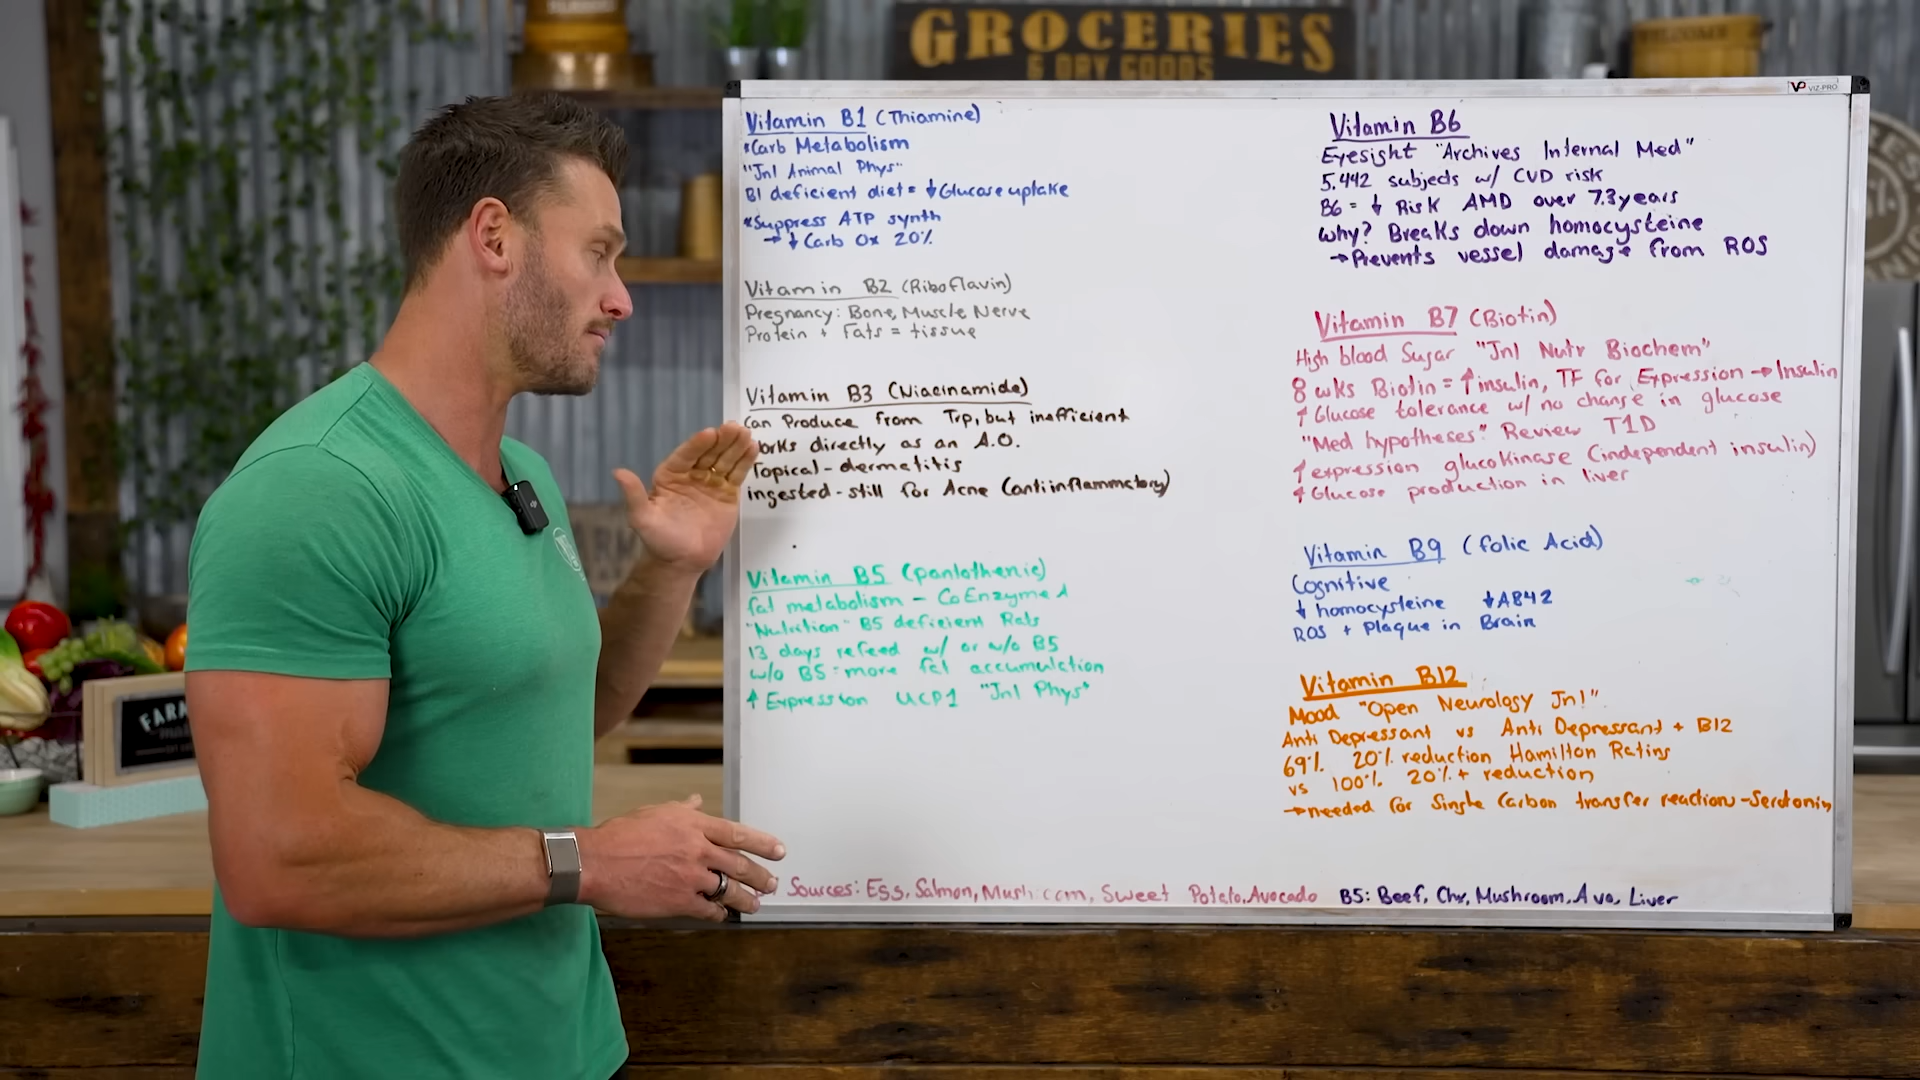 GROCERIES
& DRY GOODS
WELCOME
VP VIZ-PRO
Vitamin B1 (Thiamine)
*Carb Metabolism
"Jnl Animal Phys"
B1 deficient diet = ↓Glucose uptake
*Suppress ATP synth
→ ↓ Carb Ox 20%
Vitamin B2 (Riboflavin)
Pregnancy: Bone, Muscle Nerve
Protein + Fats = tissue
Vitamin B3 (Niacinamide)
Can Produce from Trp, but inefficient
orks directly as an A.O.
Topical - dermatitis
ingested - still for Acne (antiinflammatory)
Vitamin B5 (panlothenic)
fat metabolism - CoEnzyme A
"Nutrition" B5 deficient Rats
13 days refeed w/ or w/o B5
w/o B5 = more fat accumulation
↑ Expression UCP1 "Jnl Phys"
Vitamin B6
Eyesight "Archives Internal Med"
5,442 subjects w/ CVD risk
B6 = ↓ Risk AMD over 7.3 years
why? Breaks down homocysteine
→Prevents vessel damage from ROS
Vitamin B7 (Biotin)
High blood Sugar "Jnl Nutr Biochem"
8 wks Biotin = ↑ insulin, TF for Expression → Insulin
↑ Glucose tolerance w/ no change in glucose
"Med hypotheses" Review T1D
↑ expression glucokinase (independent insulin)
↓ Glucose production in liver
Vitamin B9 (folic Acid)
Cognitive
↓ homocysteine ↓AB42
ROS + Plaque in Brain
Vitamin B12
Mood "Open Neurology Jnl"
Anti Depressant vs Anti Depressant + B12
69% 20% reduction Hamilton Rating
vs 100% 20%+ reduction
→needed for Single Carbon transfer reactions - Serotonin
Sources: Egg, Salmon, Mushroom, Sweet Potato, Avocado
B5: Beef, Chx, Mushroom, Avo, Liver
FARM